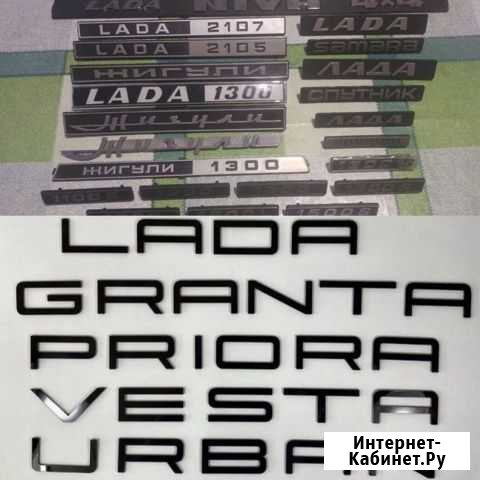 LADA NIVA 4x4
LADA 2107
LADA
LADA 2105
SAMARA
ЖИГУЛИ
ЛАДА
LADA 1300
СПУТНИК
Жигули
ЛАДА
Жигули
ЖИГУЛИ 1300
LADA
GRANTA
PRIORA
VESTA
URBAN
Интернет-
Кабинет.Ру